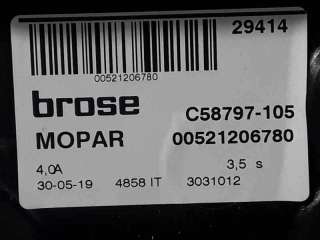 29414
00521206780
brose C58797-105
MOPAR 00521206780
4,0A 3,5 s
30-05-19 4858 IT 3031012